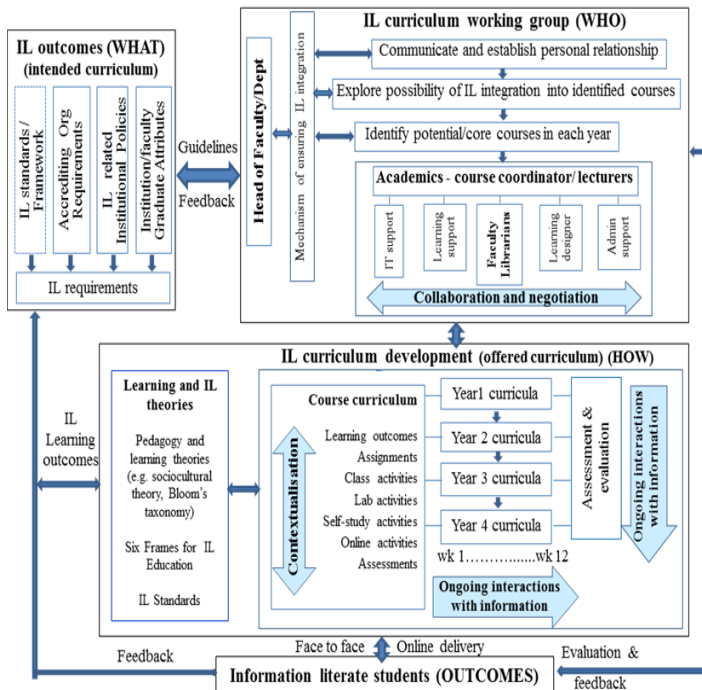 IL outcomes (WHAT)
(intended curriculum)
IL standards /
Framework
Accrediting Org
Requirements
IL related
Institutional Policies
Institution/faculty
Graduate Attributes
IL requirements
Guidelines
Feedback
IL curriculum working group (WHO)
Head of Faculty/Dept
Mechanism of ensuring IL integration
Communicate and establish personal relationship
Explore possibility of IL integration into identified courses
Identify potential/core courses in each year
Academics - course coordinator/ lecturers
IT support
Learning
support
Faculty
Librarians
Learning
designer
Admin
support
Collaboration and negotiation
IL curriculum development (offered curriculum) (HOW)
Learning and IL
theories
Pedagogy and
learning theories
(e.g. sociocultural
theory, Bloom's
taxonomy)
Six Frames for IL
Education
IL Standards
Contextualisation
Course curriculum
Learning outcomes
Assignments
Class activities
Lab activities
Self-study activities
Online activities
Assessments
Year1 curricula
Year 2 curricula
Year 3 curricula
Year 4 curricula
wk 1.................wk 12
Assessment &
evaluation
Ongoing interactions
with information
Ongoing interactions
with information
IL
Learning
outcomes
Feedback
Face to face
Online delivery
Evaluation &
feedback
Information literate students (OUTCOMES)